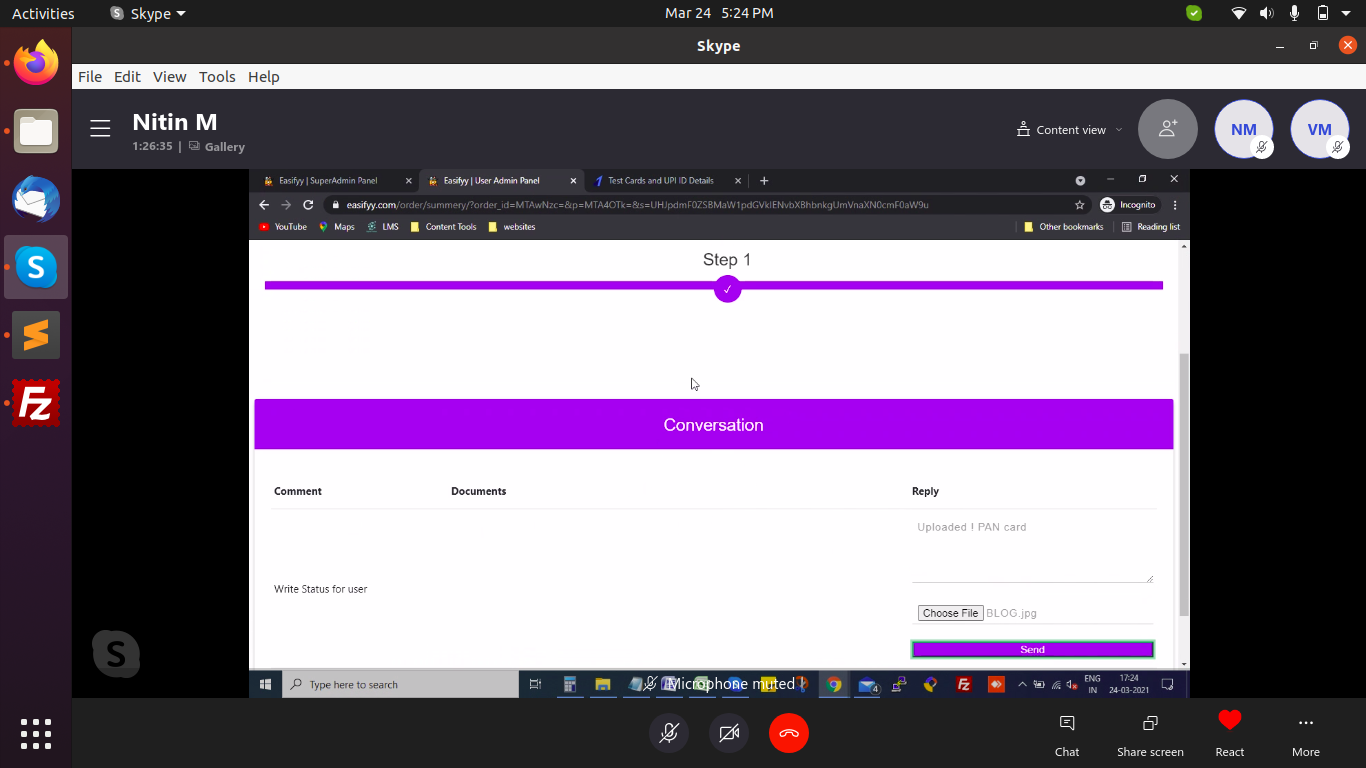 Activities Skype Mar 24 5:24 PM
Skype
File Edit View Tools Help
Nitin M
1:26:35 | Gallery
Content view
NM
VM
Easifyy | SuperAdmin Panel
Easifyy | User Admin Panel
Test Cards and UPI ID Details
easifyy.com/order/summery/?order_id=MTAwNzc=&p=MTA4OTk=&s=
Incognito
YouTube Maps LMS Content Tools websites Other bookmarks Reading list
Step 1
Conversation
Comment Documents Reply
Uploaded ! PAN card
Write Status for user
Choose File BLOG.jpg
Send
Type here to search
Microphone muted
4
ENG
IN
17:24
24-03-2021
Chat Share screen React More